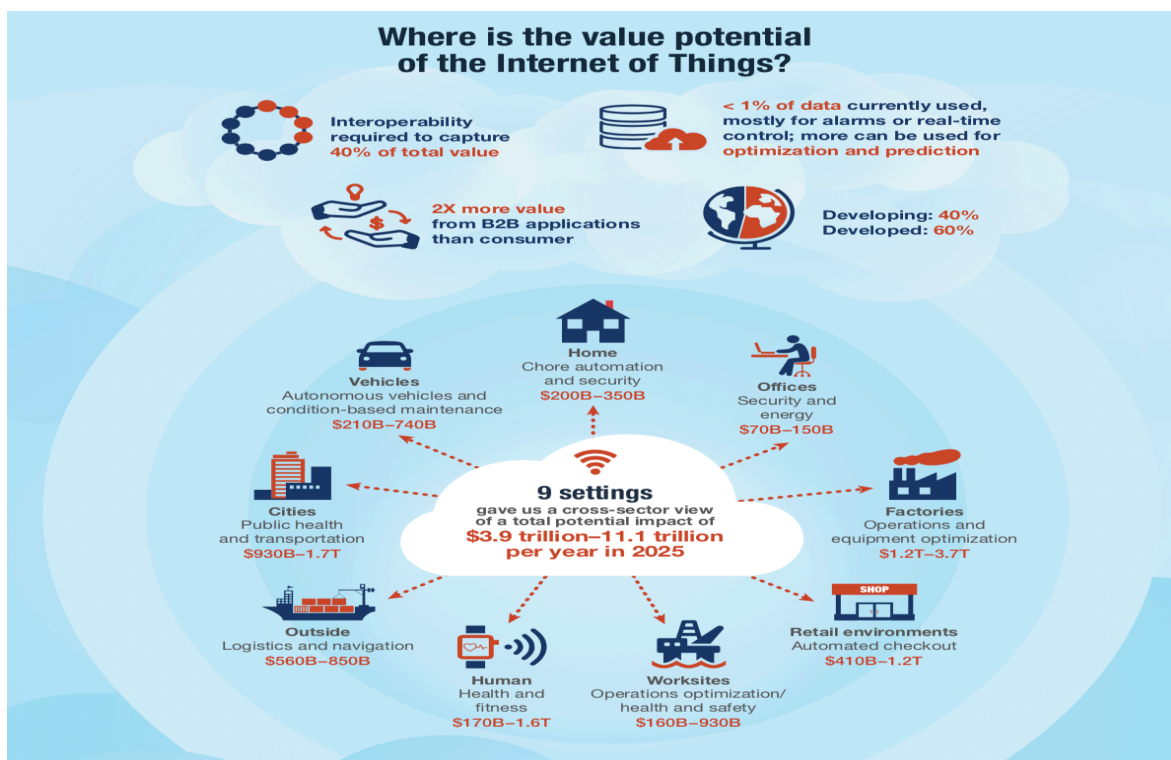 Where is the value potential
of the Internet of Things?
Interoperability
required to capture
40% of total value
< 1% of data currently used,
mostly for alarms or real-time
control; more can be used for
optimization and prediction
2X more value
from B2B applications
than consumer
Developing: 40%
Developed: 60%
Home
Chore automation
and security
$200B–350B
Vehicles
Autonomous vehicles and
condition-based maintenance
$210B–740B
Offices
Security and
energy
$70B–150B
9 settings
gave us a cross-sector view
of a total potential impact of
$3.9 trillion–11.1 trillion
per year in 2025
Cities
Public health
and transportation
$930B–1.7T
Factories
Operations and
equipment optimization
$1.2T–3.7T
Outside
Logistics and navigation
$560B–850B
SHOP
Retail environments
Automated checkout
$410B–1.2T
Human
Health and
fitness
$170B–1.6T
Worksites
Operations optimization/
health and safety
$160B–930B